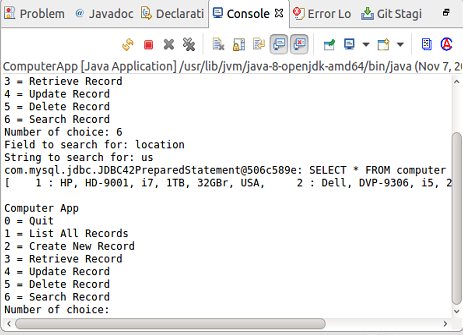 Problem @ Javadoc Declarati Console Error Lo Git Stagi
ComputerApp [Java Application] /usr/lib/jvm/java-8-openjdk-amd64/bin/java (Nov 7, 20
3 = Retrieve Record
4 = Update Record
5 = Delete Record
6 = Search Record
Number of choice: 6
Field to search for: location
String to search for: us
com.mysql.jdbc.JDBC42PreparedStatement@506c589e: SELECT * FROM computer
[ 1 : HP, HD-9001, i7, 1TB, 32GBr, USA, 2 : Dell, DVP-9306, i5, 2
Computer App
0 = Quit
1 = List All Records
2 = Create New Record
3 = Retrieve Record
4 = Update Record
5 = Delete Record
6 = Search Record
Number of choice: